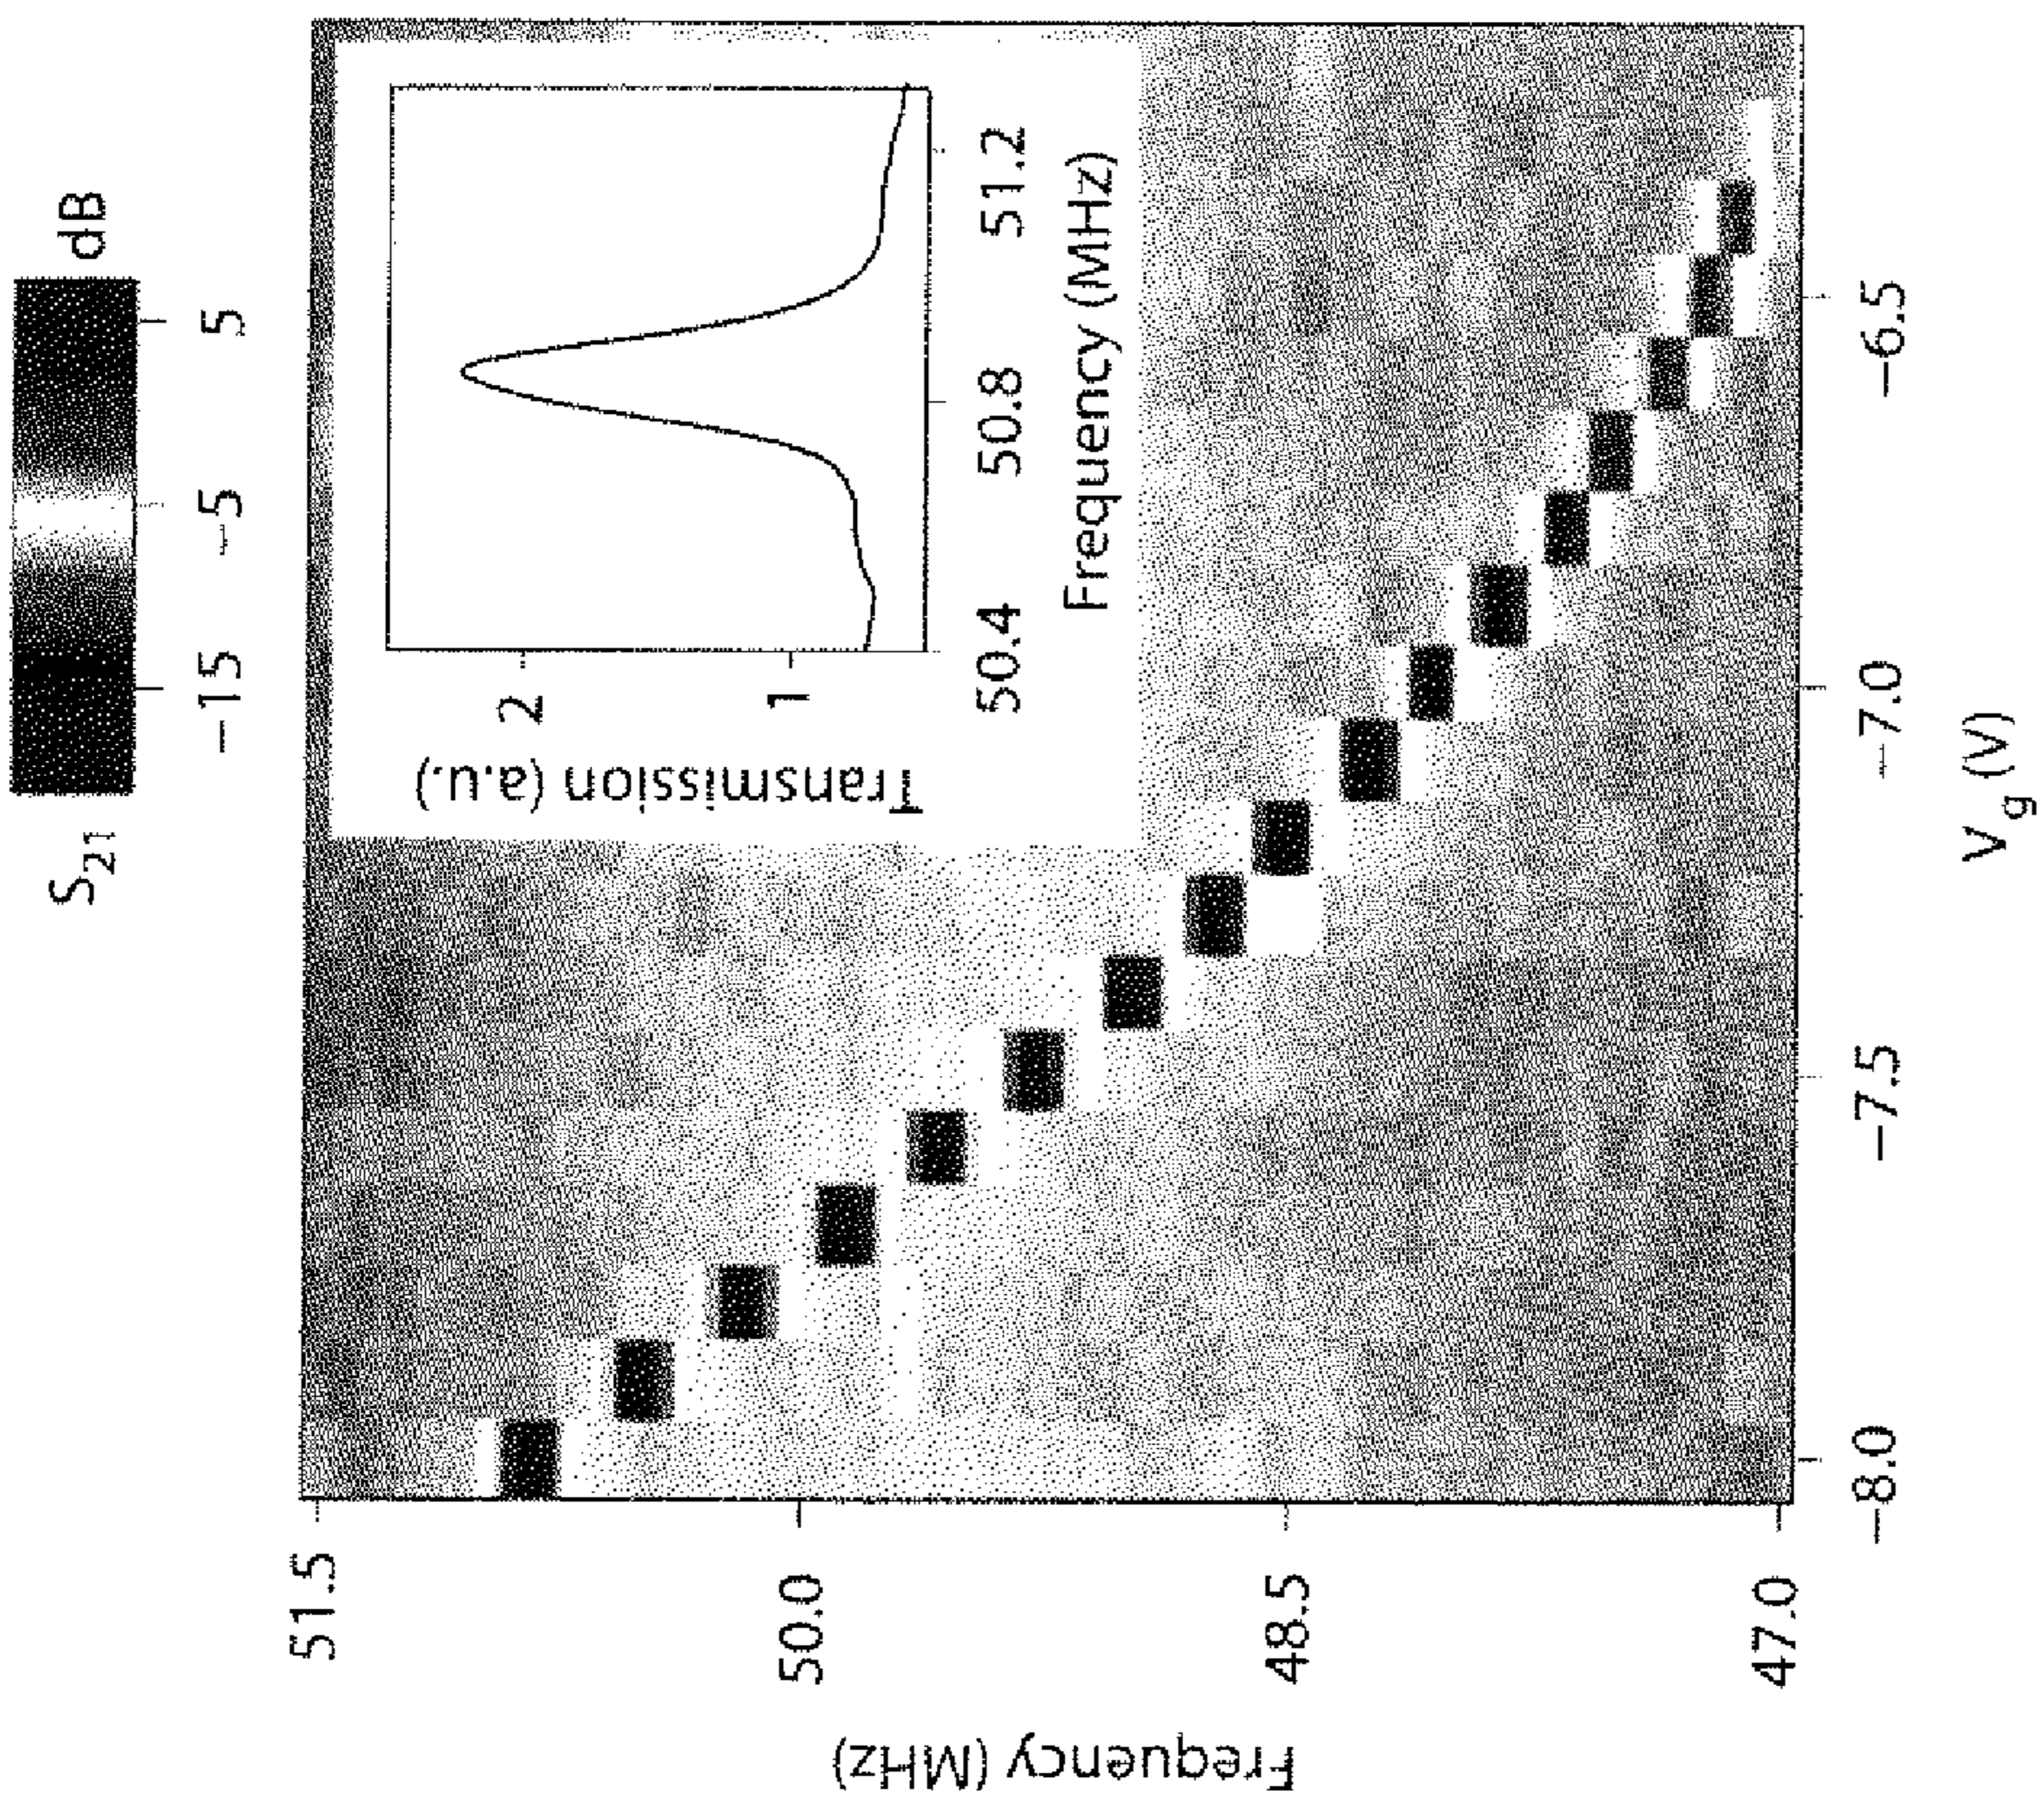 S21
dB
−15
−5
5
Frequency (MHz)
51.5
50.0
48.5
47.0
Transmission (a.u.)
2
1
50.4
50.8
51.2
Frequency (MHz)
−8.0
−7.5
−7.0
−6.5
Vg (V)